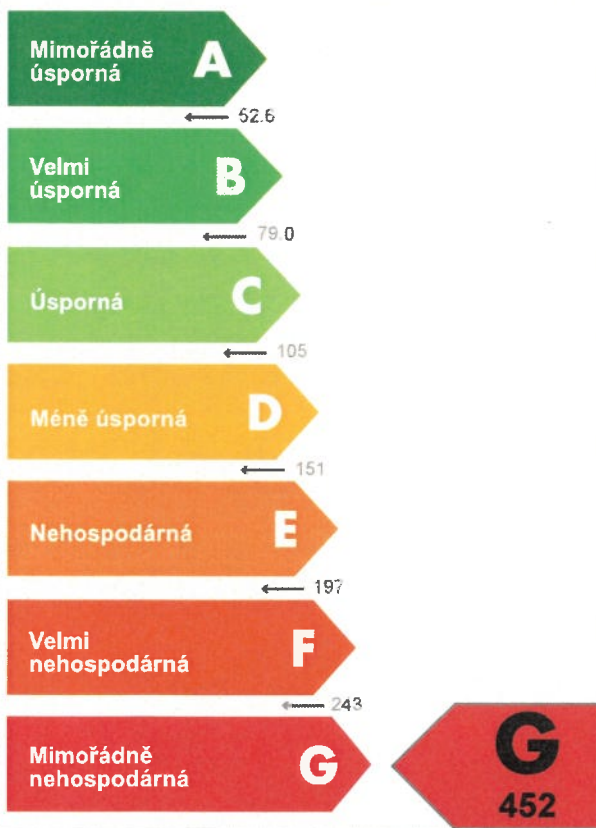 Mimořádně
úsporná
A
52.6
Velmi
úsporná
B
79.0
Úsporná
C
105
Méně úsporná
D
151
Nehospodárná
E
197
Velmi
nehospodárná
F
243
Mimořádně
nehospodárná
G
G
452